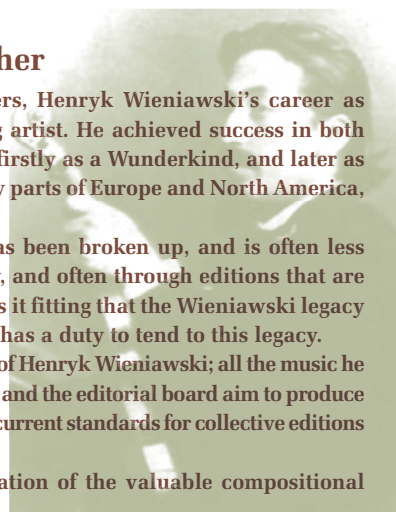 her
ers, Henryk Wieniawski's career as
g artist. He achieved success in both
firstly as a Wunderkind, and later as
y parts of Europe and North America,
as been broken up, and is often less
, and often through editions that are
s it fitting that the Wieniawski legacy
has a duty to tend to this legacy.
of Henryk Wieniawski; all the music he
and the editorial board aim to produce
current standards for collective editions
ation of the valuable compositional